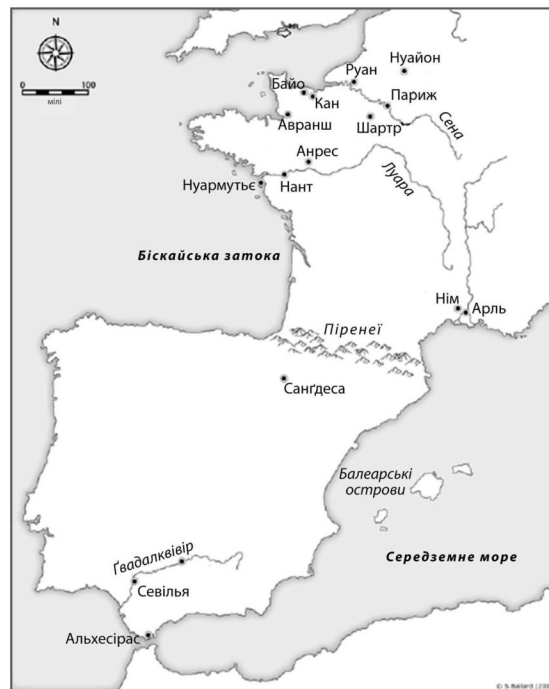 N
0
100
мілі
Руан
Нуайон
Байо
Кан
Париж
Авранш
Шартр
Сена
Анрес
Луара
Нуармутьє
Нант
Біскайська затока
Нім
Арль
Піренеї
Санґдеса
Балеарські
острови
Ґвадалквівір
Середземне море
Севілья
Альхесірас